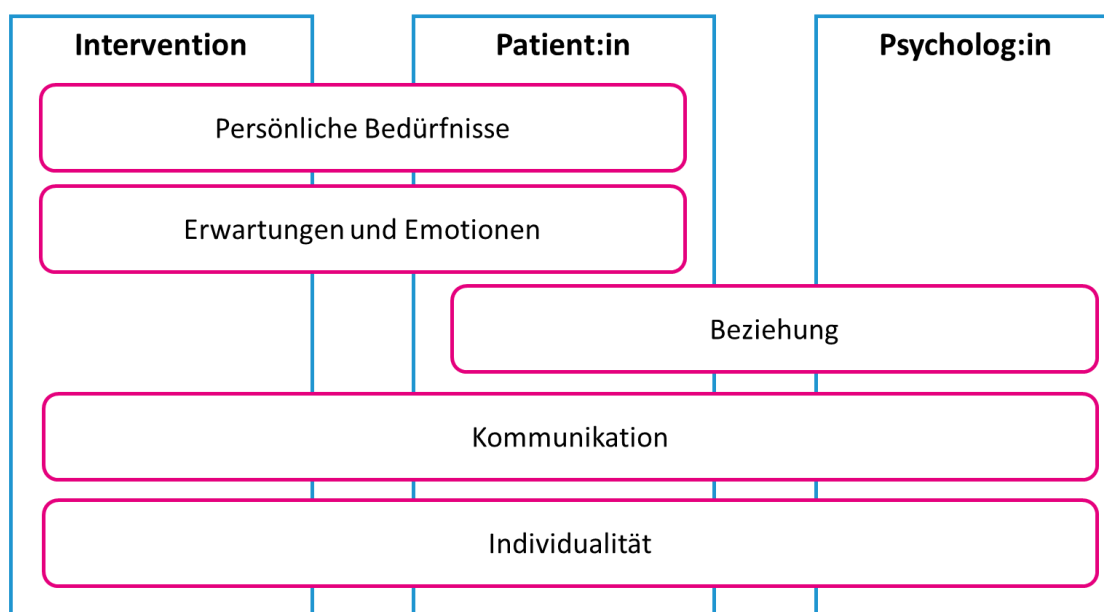 Intervention
Patient:in
Psycholog:in
Persönliche Bedürfnisse
Erwartungen und Emotionen
Beziehung
Kommunikation
Individualität